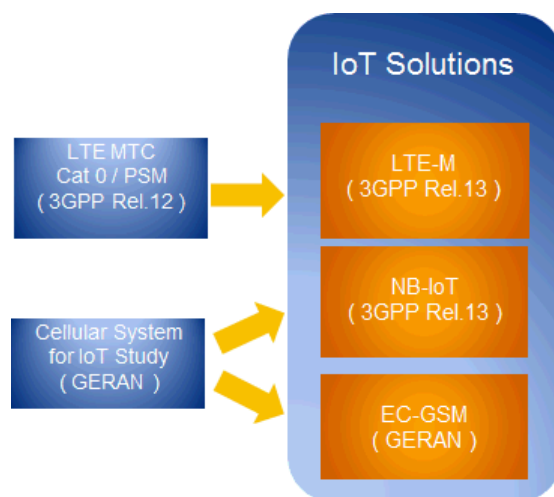 IoT Solutions
LTE MTC
Cat 0 / PSM
( 3GPP Rel.12 )
LTE-M
( 3GPP Rel.13 )
NB-IoT
( 3GPP Rel.13 )
Cellular System
for IoT Study
( GERAN )
EC-GSM
( GERAN )